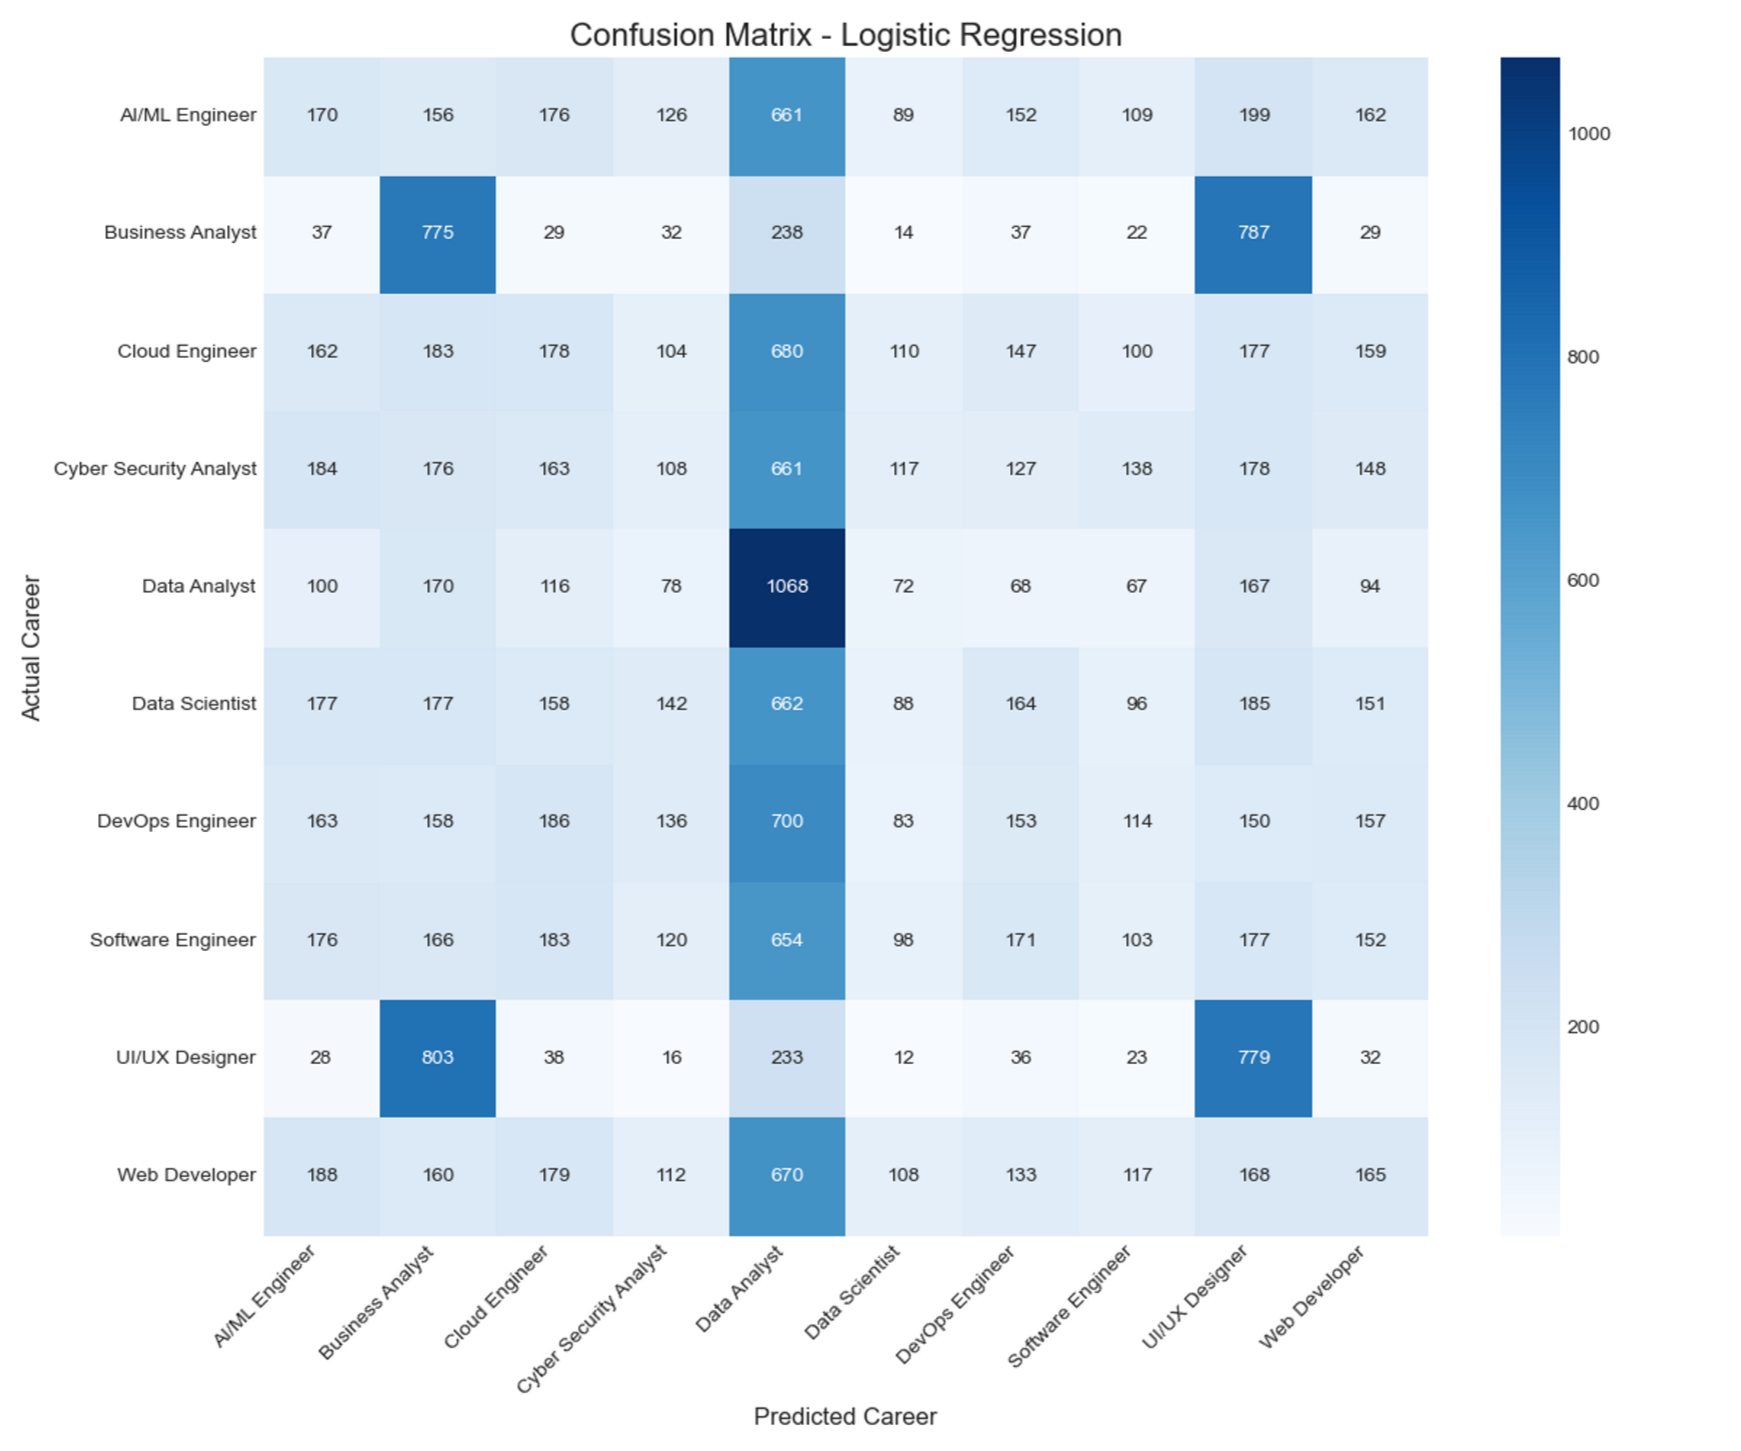 Confusion Matrix - Logistic Regression
AI/ML Engineer 170 156 176 126 661 89 152 109 199 162
Business Analyst 37 775 29 32 238 14 37 22 787 29
Cloud Engineer 162 183 178 104 680 110 147 100 177 159
Cyber Security Analyst 184 176 163 108 661 117 127 138 178 148
Data Analyst 100 170 116 78 1068 72 68 67 167 94
Data Scientist 177 177 158 142 662 88 164 96 185 151
DevOps Engineer 163 158 186 136 700 83 153 114 150 157
Software Engineer 176 166 183 120 654 98 171 103 177 152
UI/UX Designer 28 803 38 16 233 12 36 23 779 32
Web Developer 188 160 179 112 670 108 133 117 168 165
Actual Career
AI/ML Engineer
Business Analyst
Cloud Engineer
Cyber Security Analyst
Data Analyst
Data Scientist
DevOps Engineer
Software Engineer
UI/UX Designer
Web Developer
Predicted Career
1000
800
600
400
200